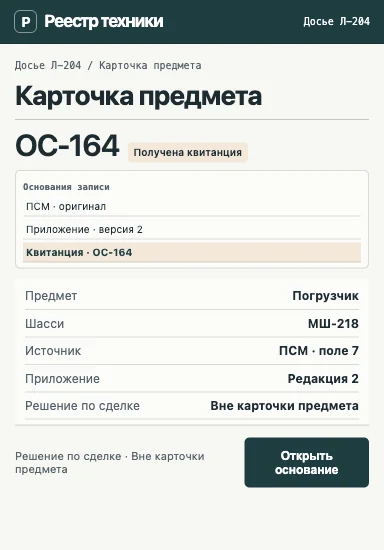 Р Реестр техники Досье Л-204
Досье Л-204 / Карточка предмета
Карточка предмета
ОС-164 Получена квитанция
Основания записи
ПСМ · оригинал
Приложение · версия 2
Квитанция · ОС-164
Предмет Погрузчик
Шасси МШ-218
Источник ПСМ · поле 7
Приложение Редакция 2
Решение по сделке Вне карточки предмета
Решение по сделке · Вне карточки
предмета
Открыть
основание